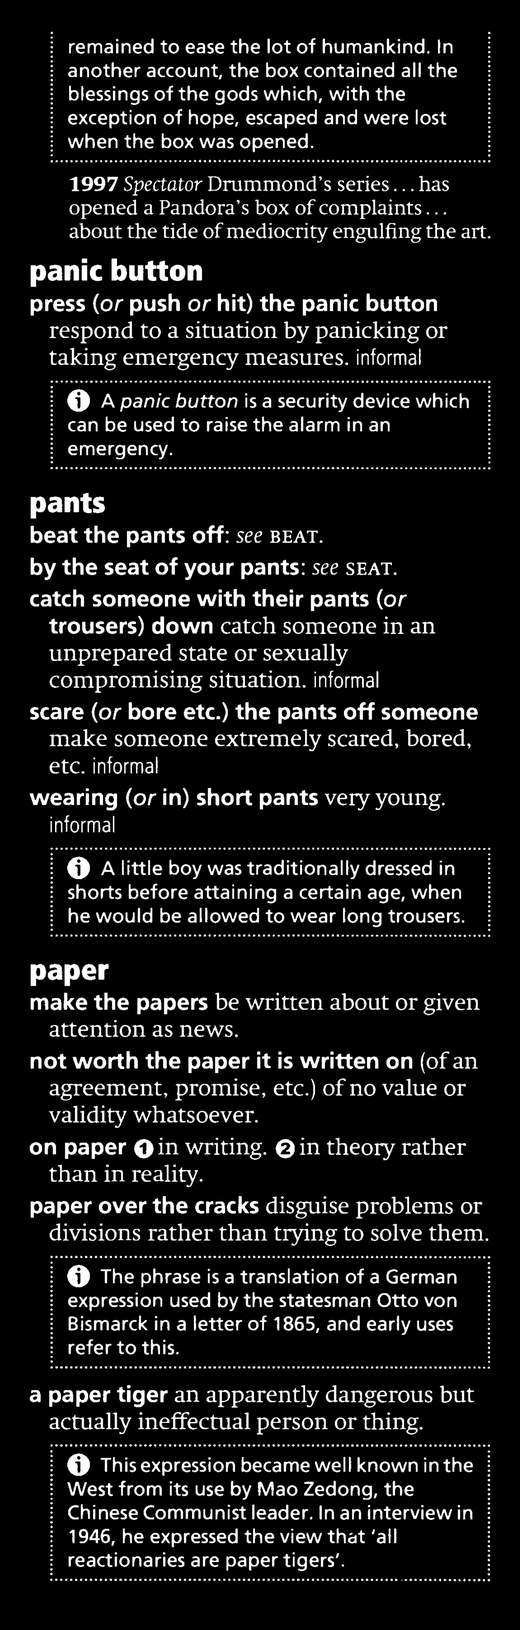 remained to ease the lot of humankind. In
another account, the box contained all the
blessings of the gods which, with the
exception of hope, escaped and were lost
when the box was opened.
1997 Spectator Drummond's series...has
opened a Pandora's box of complaints...
about the tide of mediocrity engulfing the art.
panic button
press (or push or hit) the panic button
respond to a situation by panicking or
taking emergency measures. informal
A panic button is a security device which
can be used to raise the alarm in an
emergency.
pants
beat the pants off: see BEAT.
by the seat of your pants: see SEAT.
catch someone with their pants (or
trousers) down catch someone in an
unprepared state or sexually
compromising situation. informal
scare (or bore etc.) the pants off someone
make someone extremely scared, bored,
etc. informal
wearing (or in) short pants very young.
informal
A little boy was traditionally dressed in
shorts before attaining a certain age, when
he would be allowed to wear long trousers.
paper
make the papers be written about or given
attention as news.
not worth the paper it is written on (of an
agreement, promise, etc.) of no value or
validity whatsoever.
on paper ❶ in writing. ❷ in theory rather
than in reality.
paper over the cracks disguise problems or
divisions rather than trying to solve them.
The phrase is a translation of a German
expression used by the statesman Otto von
Bismarck in a letter of 1865, and early uses
refer to this.
a paper tiger an apparently dangerous but
actually ineffectual person or thing.
This expression became well known in the
West from its use by Mao Zedong, the
Chinese Communist leader. In an interview in
1946, he expressed the view that 'all
reactionaries are paper tigers'.